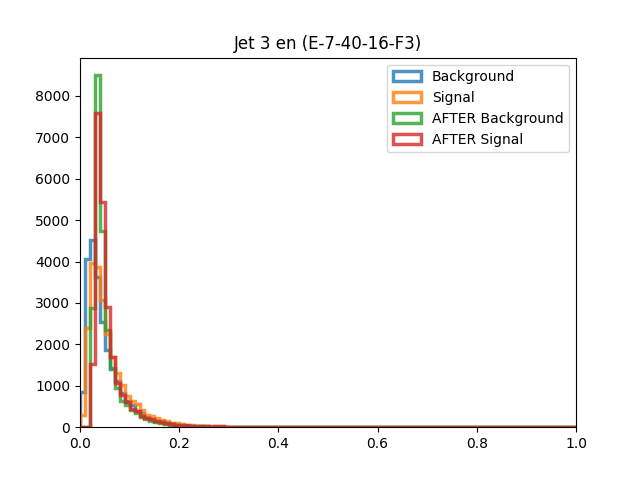 Jet 3 en (E-7-40-16-F3)
Background
Signal
AFTER Background
AFTER Signal
8000
7000
6000
5000
4000
3000
2000
1000
0
0.0 0.2 0.4 0.6 0.8 1.0